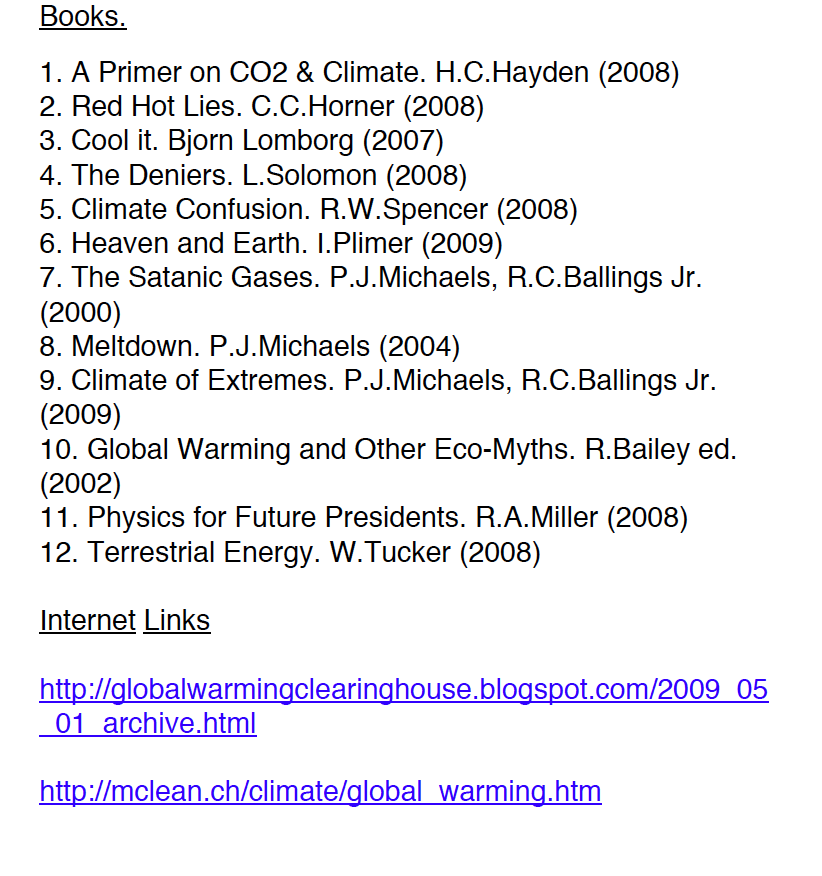 Books.
1. A Primer on CO2 & Climate. H.C.Hayden (2008)
2. Red Hot Lies. C.C.Horner (2008)
3. Cool it. Bjorn Lomborg (2007)
4. The Deniers. L.Solomon (2008)
5. Climate Confusion. R.W.Spencer (2008)
6. Heaven and Earth. I.Plimer (2009)
7. The Satanic Gases. P.J.Michaels, R.C.Ballings Jr.
(2000)
8. Meltdown. P.J.Michaels (2004)
9. Climate of Extremes. P.J.Michaels, R.C.Ballings Jr.
(2009)
10. Global Warming and Other Eco-Myths. R.Bailey ed.
(2002)
11. Physics for Future Presidents. R.A.Miller (2008)
12. Terrestrial Energy. W.Tucker (2008)
Internet Links
http://globalwarmingclearinghouse.blogspot.com/2009_05
_01_archive.html
http://mclean.ch/climate/global_warming.htm